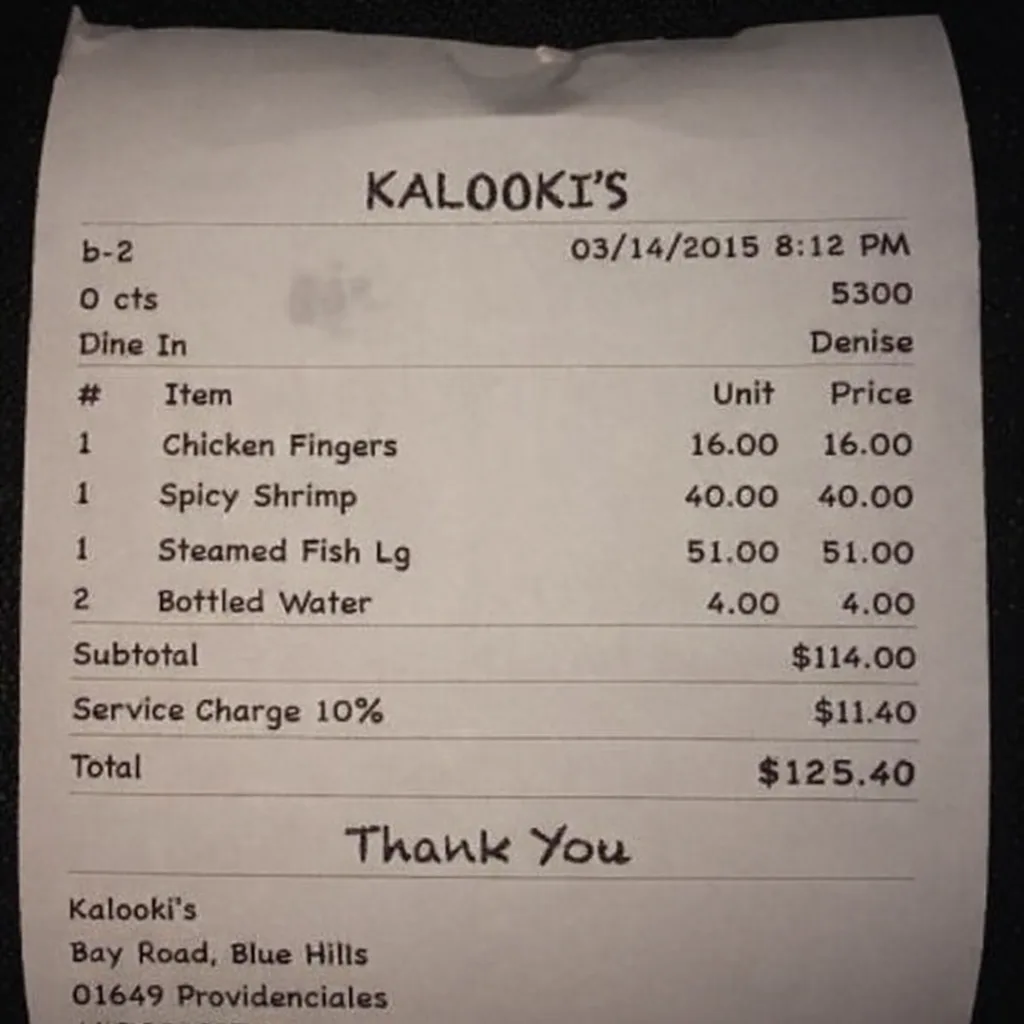 KALOOKI'S
b-2 03/14/2015 8:12 PM
0 cts 5300
Dine In Denise
# Item Unit Price
1 Chicken Fingers 16.00 16.00
1 Spicy Shrimp 40.00 40.00
1 Steamed Fish Lg 51.00 51.00
2 Bottled Water 4.00 4.00
Subtotal $114.00
Service Charge 10% $11.40
Total $125.40
Thank You
Kalooki's
Bay Road, Blue Hills
01649 Providenciales